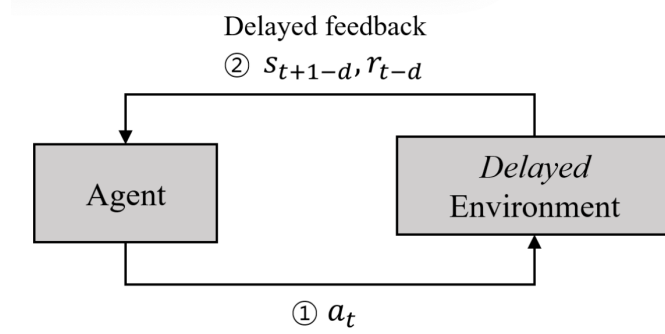 Delayed feedback
② s_{t+1-d}, r_{t-d}
Agent
Delayed
Environment
① a_t